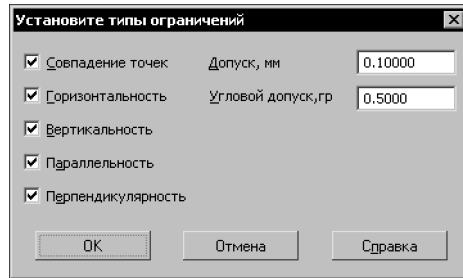 Установите типы ограничений
Совпадение точек Допуск, мм 0.10000
Горизонтальность Угловой допуск,гр 0.5000
Вертикальность
Параллельность
Перпендикулярность
OK Отмена Справка